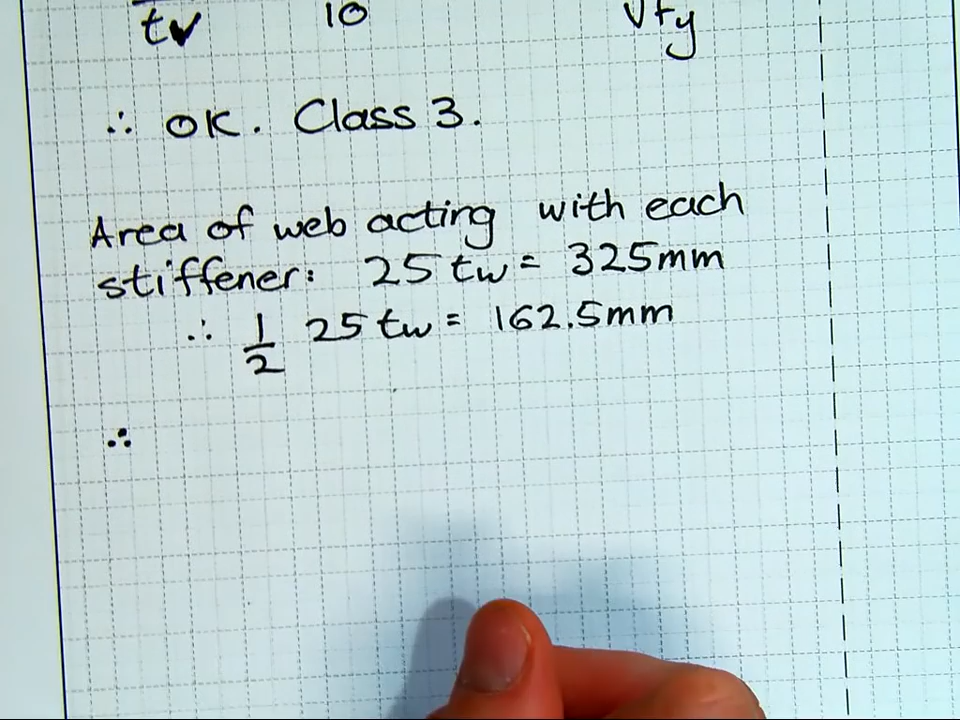 tv 10 √fy
∴ OK. Class 3.
Area of web acting with each
stiffener: 25 tw = 325mm
∴ 1/2 25 tw = 162.5mm
∴